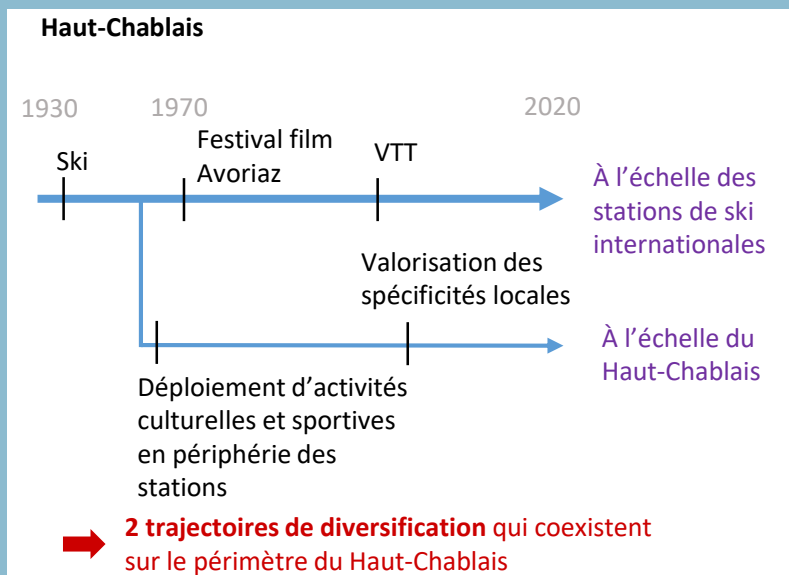 Haut-Chablais
1930
1970
2020
Ski
Festival film
Avoriaz
VTT
À l'échelle des
stations de ski
internationales
Valorisation des
spécificités locales
À l'échelle du
Haut-Chablais
Déploiement d'activités
culturelles et sportives
en périphérie des
stations
2 trajectoires de diversification qui coexistent
sur le périmètre du Haut-Chablais